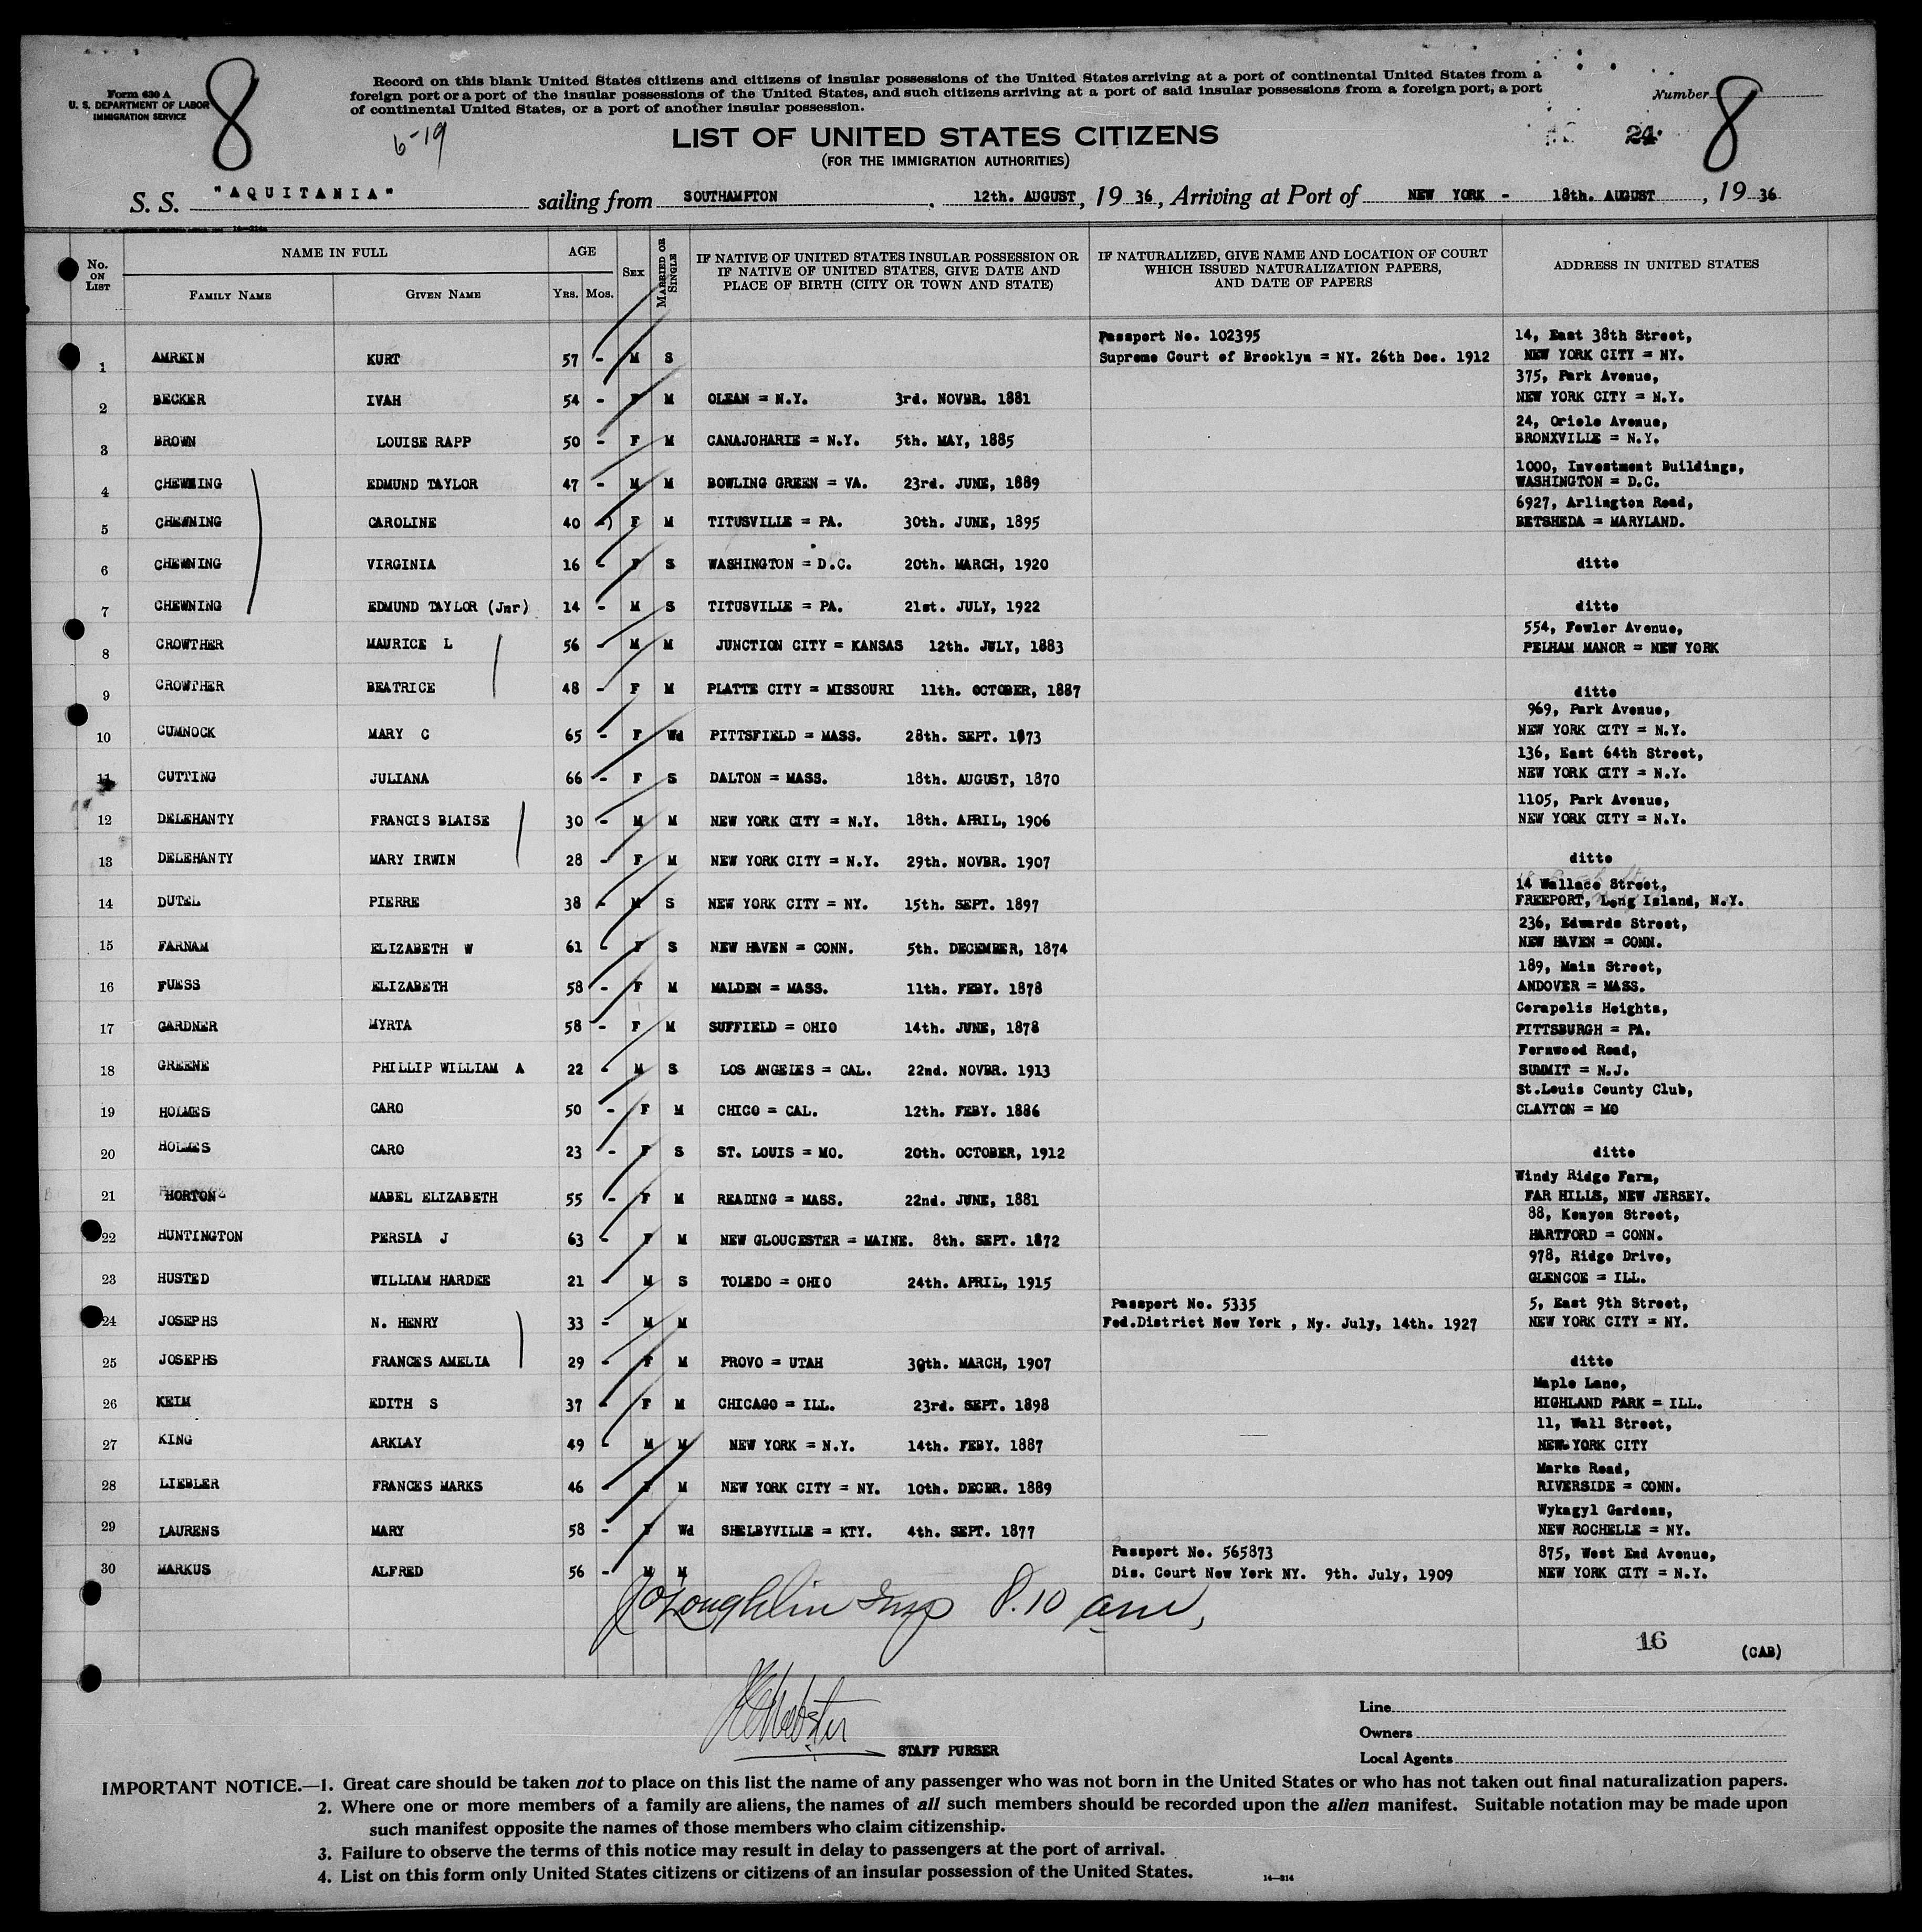 Form 630 A
U. S. DEPARTMENT OF LABOR
IMMIGRATION SERVICE
8
6-19
Record on this blank United States citizens and citizens of insular possessions of the United States arriving at a port of continental United States from a
foreign port or a port of the insular possessions of the United States, and such citizens arriving at a port of said insular possessions from a foreign port, a port
of continental United States, or a port of another insular possession.
Number 8
24
LIST OF UNITED STATES CITIZENS
(FOR THE IMMIGRATION AUTHORITIES)
S. S. "AQUITANIA" sailing from SOUTHAMPTON, 12th. AUGUST, 19 36, Arriving at Port of NEW YORK - 18th. AUGUST, 19 36
No. ON LIST
NAME IN FULL
FAMILY NAME
GIVEN NAME
AGE
YRS. MOS.
SEX
MARRIED OR SINGLE
IF NATIVE OF UNITED STATES INSULAR POSSESSION OR
IF NATIVE OF UNITED STATES, GIVE DATE AND
PLACE OF BIRTH (CITY OR TOWN AND STATE)
IF NATURALIZED, GIVE NAME AND LOCATION OF COURT
WHICH ISSUED NATURALIZATION PAPERS,
AND DATE OF PAPERS
ADDRESS IN UNITED STATES
Passport No. 102395 14, East 38th Street,
1 AMREIN KURT 57 - M S Supreme Court of Brooklyn = NY. 26th Dec. 1912 NEW YORK CITY = NY.
375, Park Avenue,
2 BECKER IVAH 54 - F M OLEAN = N.Y. 3rd. NOVBR. 1881 NEW YORK CITY = N.Y.
24, Oriole Avenue,
3 BROWN LOUISE RAPP 50 - F M CANAJOHARIE = N.Y. 5th. MAY, 1885 BRONXVILLE = N.Y.
1000, Investment Buildings,
4 CHEWNING EDMUND TAYLOR 47 - M M BOWLING GREEN = VA. 23rd. JUNE, 1889 WASHINGTON = D.C.
6927, Arlington Road,
5 CHEWNING CAROLINE 40 - F M TITUSVILLE = PA. 30th. JUNE, 1895 BETSHEDA = MARYLAND.
6 CHEWNING VIRGINIA 16 - F S WASHINGTON = D.C. 20th. MARCH, 1920 ditto
7 CHEWNING EDMUND TAYLOR (Jnr) 14 - M S TITUSVILLE = PA. 21st. JULY, 1922 ditto
554, Fowler Avenue,
8 CROWTHER MAURICE L 56 - M M JUNCTION CITY = KANSAS 12th. JULY, 1883 PELHAM MANOR = NEW YORK
9 CROWTHER BEATRICE 48 - F M PLATTE CITY = MISSOURI 11th. OCTOBER, 1887 ditto
969, Park Avenue,
10 CUMNOCK MARY C 65 - F Wd PITTSFIELD = MASS. 28th. SEPT. 1873 NEW YORK CITY = N.Y.
136, East 64th Street,
11 CUTTING JULIANA 66 - F S DALTON = MASS. 18th. AUGUST, 1870 NEW YORK CITY = N.Y.
1105, Park Avenue,
12 DELEHANTY FRANCIS BLAISE 30 - M M NEW YORK CITY = N.Y. 18th. APRIL, 1906 NEW YORK CITY = N.Y.
13 DELEHANTY MARY IRWIN 28 - F M NEW YORK CITY = N.Y. 29th. NOVBR. 1907 ditto
14 Wallace Street,
14 DUTEL PIERRE 38 - M S NEW YORK CITY = NY. 15th. SEPT. 1897 FREEPORT, Long Island, N.Y.
236, Edwards Street,
15 FARNAM ELIZABETH W 61 - F S NEW HAVEN = CONN. 5th. DECEMBER, 1874 NEW HAVEN = CONN.
189, Main Street,
16 FUESS ELIZABETH 58 - F M MALDEN = MASS. 11th. FEBY. 1878 ANDOVER = MASS.
Corapolis Heights,
17 GARDNER MYRTA 58 - F M SUFFIELD = OHIO 14th. JUNE, 1878 PITTSBURGH = PA.
Fernwood Road,
18 GREENE PHILLIP WILLIAM A 22 - M S LOS ANGELES = CAL. 22nd. NOVBR. 1913 SUMMIT = N.J.
St.Louis County Club,
19 HOLMES CARO 50 - F M CHICO = CAL. 12th. FEBY. 1886 CLAYTON = MO
20 HOLMES CARO 23 - F S ST. LOUIS = MO. 20th. OCTOBER, 1912 ditto
Windy Ridge Farm,
21 HORTON MABEL ELIZABETH 55 - F M READING = MASS. 22nd. JUNE, 1881 FAR HILLS, NEW JERSEY.
88, Kenyon Street,
22 HUNTINGTON PERSIA J 63 - F M NEW GLOUCESTER = MAINE. 8th. SEPT. 1872 HARTFORD = CONN.
978, Ridge Drive,
23 HUSTED WILLIAM HARDEE 21 - M S TOLEDO = OHIO 24th. APRIL, 1915 GLENCOE = ILL.
Passport No. 5335 5, East 9th Street,
24 JOSEPHS N. HENRY 33 - M M Fed.District New York , Ny. July, 14th. 1927 NEW YORK CITY = NY.
25 JOSEPHS FRANCES AMELIA 29 - F M PROVO = UTAH 30th. MARCH, 1907 ditto
Maple Lane,
26 KEIM EDITH S 37 - F M CHICAGO = ILL. 23rd. SEPT. 1898 HIGHLAND PARK = ILL.
11, Wall Street,
27 KING ARKLAY 49 - M M NEW YORK = N.Y. 14th. FEBY. 1887 NEW YORK CITY
Marks Road,
28 LIEBLER FRANCES MARKS 46 - F M NEW YORK CITY = NY. 10th. DECBR. 1889 RIVERSIDE = CONN.
Wykagyl Gardens,
29 LAURENS MARY 58 - F Wd SHELBYVILLE = KTY. 4th. SEPT. 1877 NEW ROCHELLE = NY.
Passport No. 565873 875, West End Avenue,
30 MARKUS ALFRED 56 - M M Dis. Court New York NY. 9th. July, 1909 NEW YORK CITY = N.Y.
JO'Loughlin Insp 8.10 am,
16 (CAB)
Webster
STAFF PURSER
Line
Owners
Local Agents
IMPORTANT NOTICE.—1. Great care should be taken not to place on this list the name of any passenger who was not born in the United States or who has not taken out final naturalization papers.
2. Where one or more members of a family are aliens, the names of all such members should be recorded upon the alien manifest. Suitable notation may be made upon
such manifest opposite the names of those members who claim citizenship.
3. Failure to observe the terms of this notice may result in delay to passengers at the port of arrival.
4. List on this form only United States citizens or citizens of an insular possession of the United States.
14—214